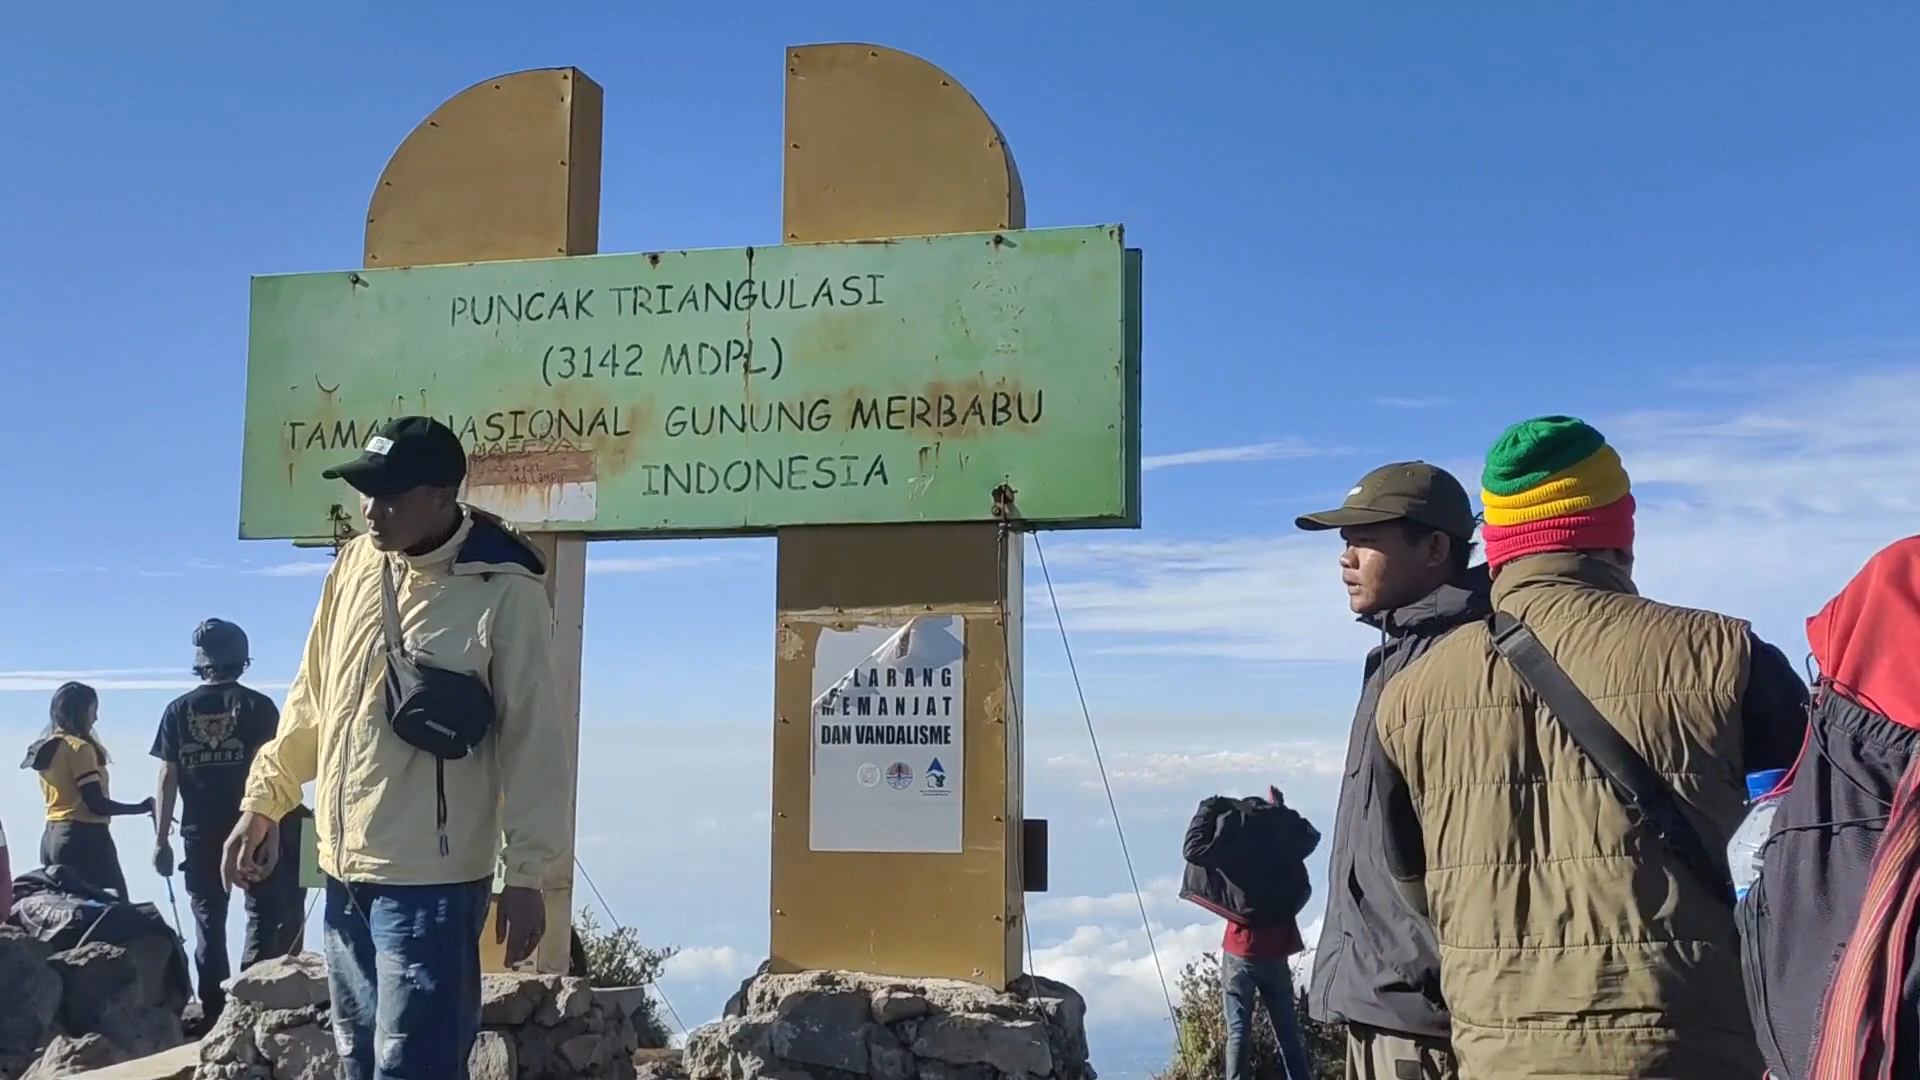 PUNCAK TRIANGULASI
(3142 MDPL)
NASIONAL GUNUNG MERBABU
INDONESIA
MEMANJAT
DAN VANDALISME